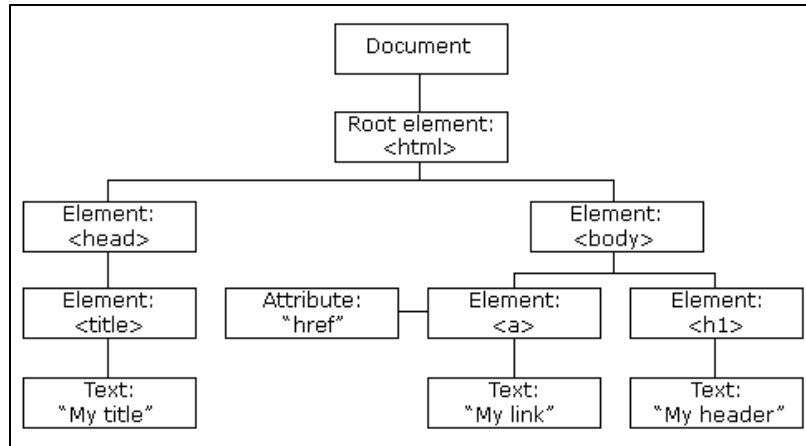 Document
Root element:
<html>
Element:
<head>
Element:
<body>
Element:
<title>
Attribute:
“href”
Element:
<a>
Element:
<h1>
Text:
“My title”
Text:
“My link”
Text:
“My header”